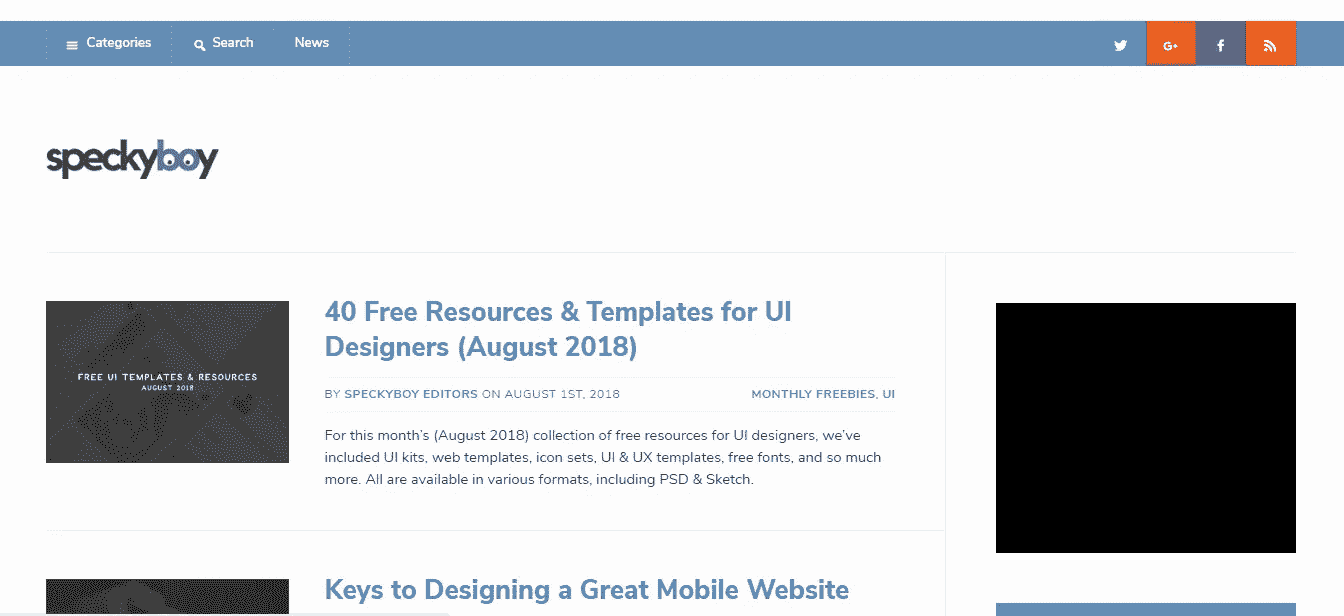 Categories
Search
News
G+
speckyboy
FREE UI TEMPLATES & RESOURCES
AUGUST 2018
40 Free Resources & Templates for UI
Designers (August 2018)
BY SPECKYBOY EDITORS ON AUGUST 1ST, 2018
MONTHLY FREEBIES, UI
For this month's (August 2018) collection of free resources for UI designers, we've
included UI kits, web templates, icon sets, UI & UX templates, free fonts, and so much
more. All are available in various formats, including PSD & Sketch.
Keys to Designing a Great Mobile Website